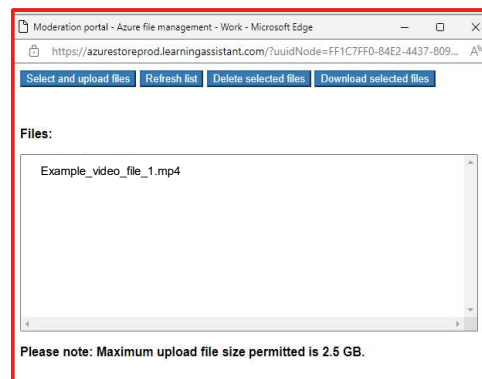 Moderation portal - Azure file management - Work - Microsoft Edge
https://azurestoreprod.learningassistant.com/?uuidNode=FF1C7FF0-84E2-4437-809...
Select and upload files Refresh list Delete selected files Download selected files
Files:
Example_video_file_1.mp4
Please note: Maximum upload file size permitted is 2.5 GB.